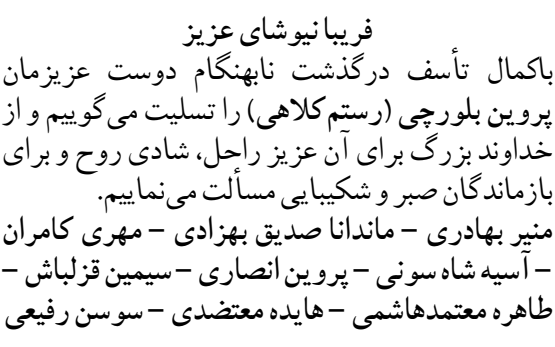 فریبا نیوشای عزیز
باکمال تأسف درگذشت نابهنگام دوست عزیزمان
پروین بلورچی (رستم‌کلاهی) را تسلیت می‌گوییم و از
خداوند بزرگ برای آن عزیز راحل، شادی روح و برای
بازماندگان صبر و شکیبایی مسألت می‌نماییم.
منیر بهادری – ماندانا صدیق بهزادی – مهری کامران
– آسیه شاه سونی – پروین انصاری – سیمین قزلباش –
طاهره معتمدهاشمی – هایده معتضدی – سوسن رفیعی